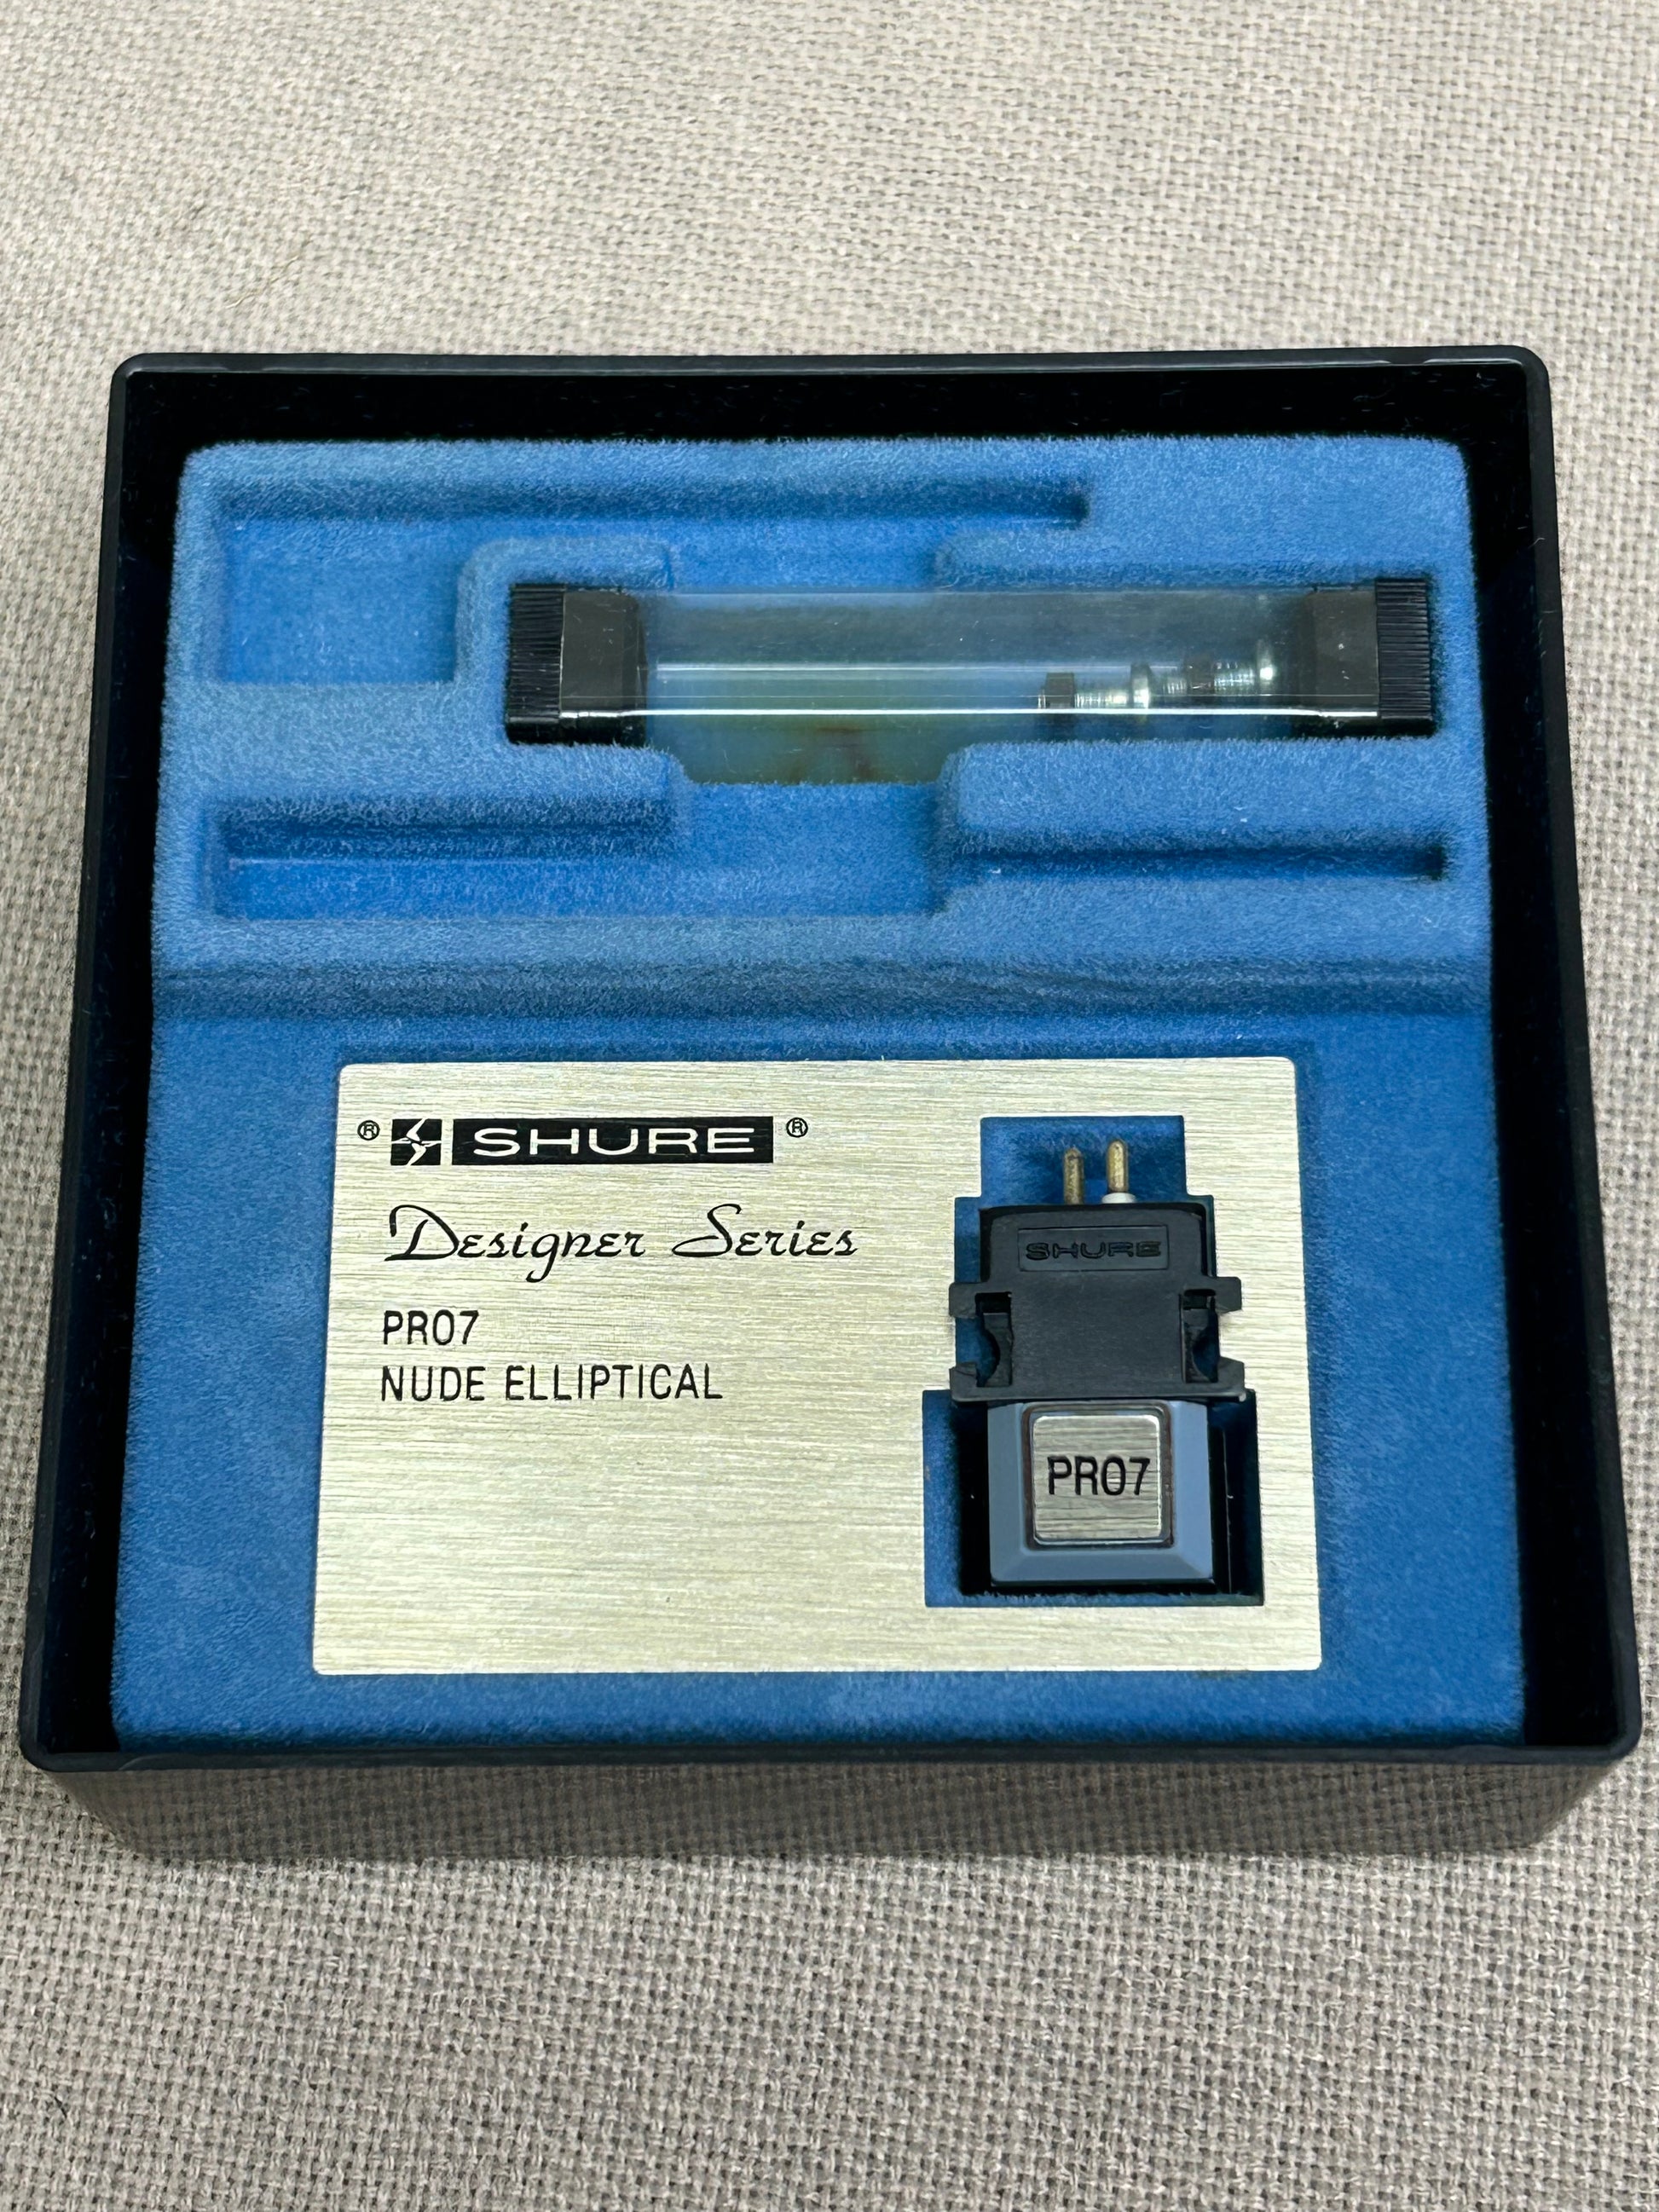 ® SHURE ®
Designer Series
PRO7
NUDE ELLIPTICAL
SHURE
PRO7